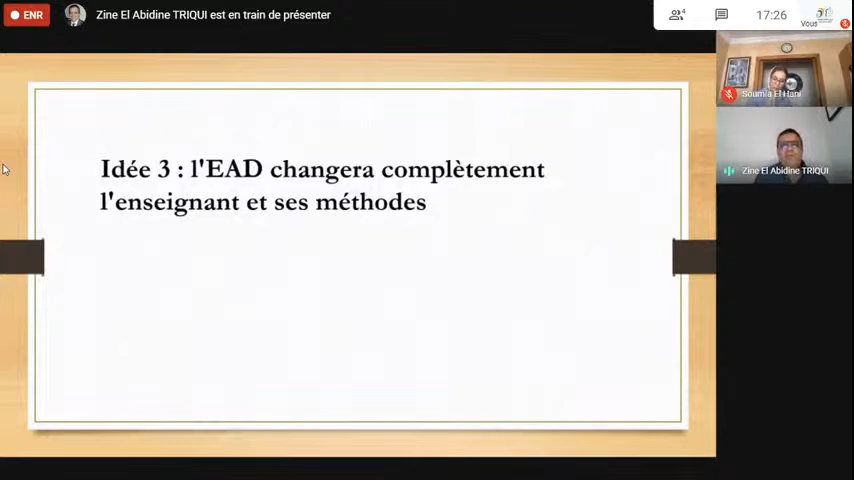 ENR
Zine El Abidine TRIQUI est en train de présenter
4
17:26
Vous
Soumia El Hani
Zine El Abidine TRIQUI
Idée 3 : l'EAD changera complètement
l'enseignant et ses méthodes